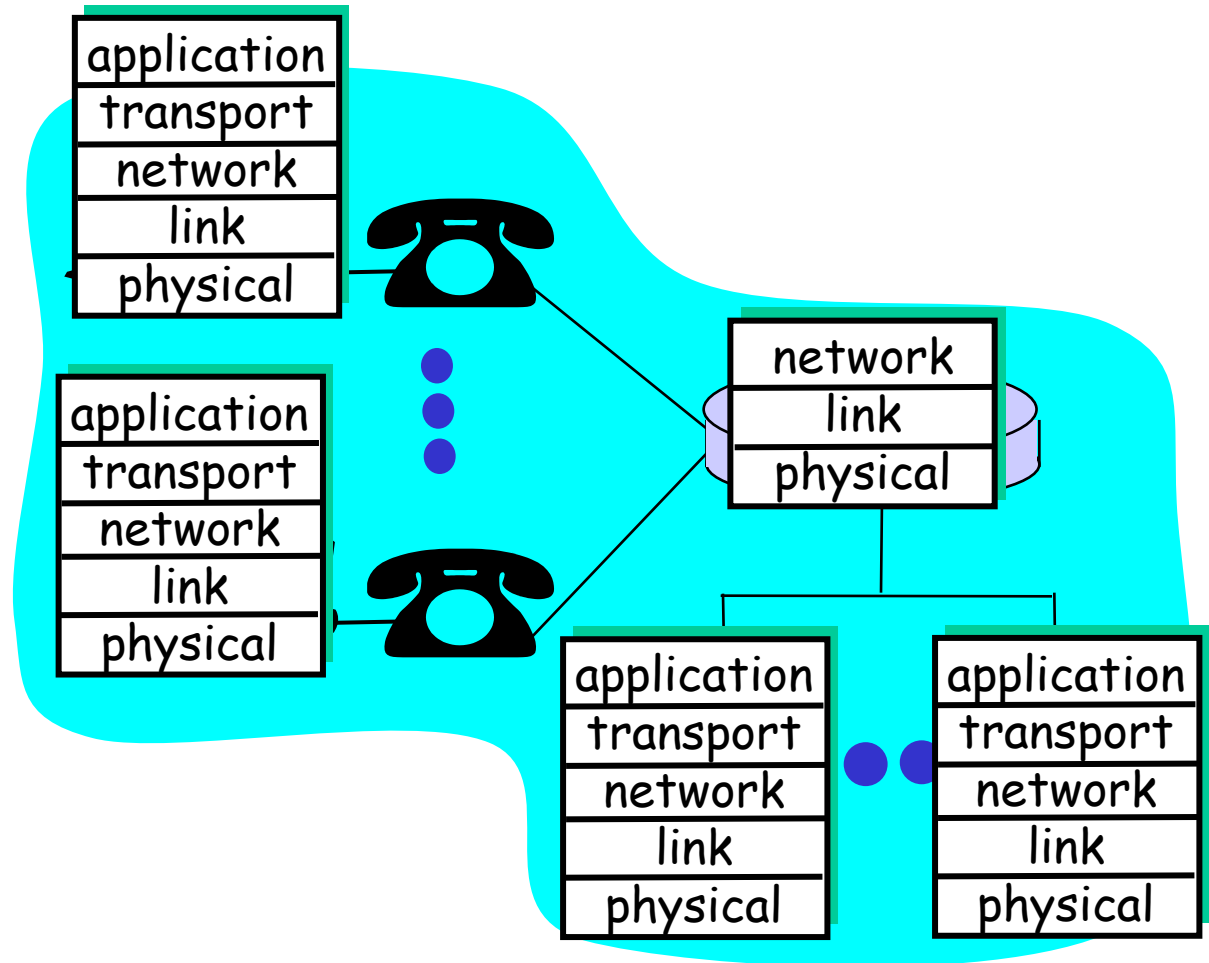 application
transport
network
link
physical
application
transport
network
link
physical
network
link
physical
application
transport
network
link
physical
application
transport
network
link
physical